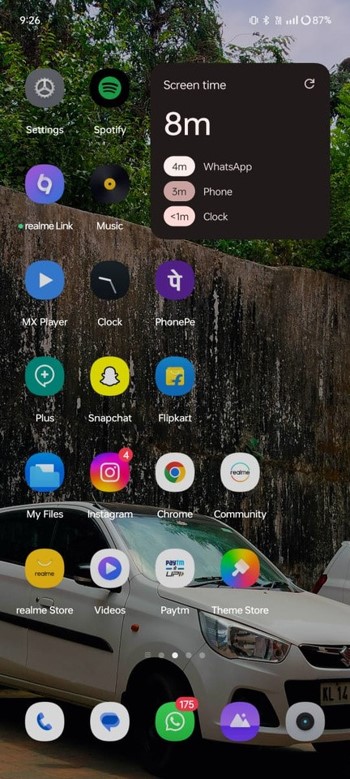 9:26
87%
Settings
Spotify
Screen time
8m
4m WhatsApp
3m Phone
<1m Clock
realme Link
Music
MX Player
Clock
पे
PhonePe
Plus
Snapchat
Flipkart
4
realme
My Files
Instagram
Chrome
Community
realme
PAYTM
UPI
realme Store
Videos
Paytm
Theme Store
175
KL 14